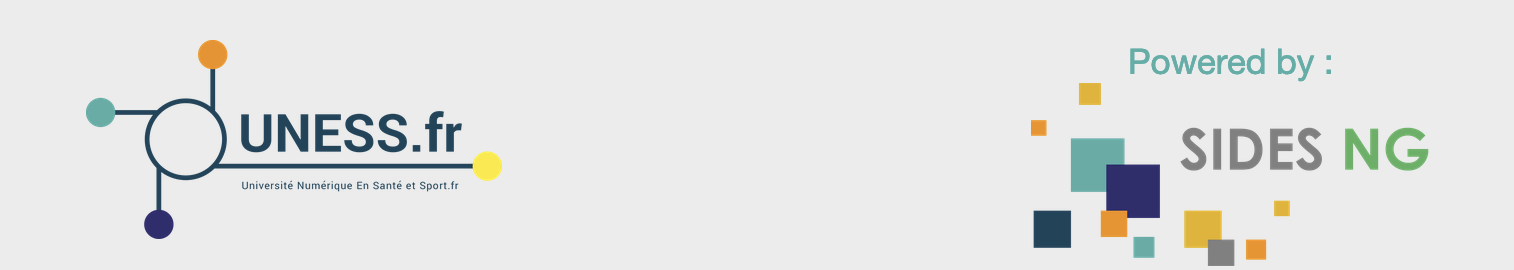 UNESS.fr
Université Numérique En Santé et Sport.fr
Powered by :
SIDES NG